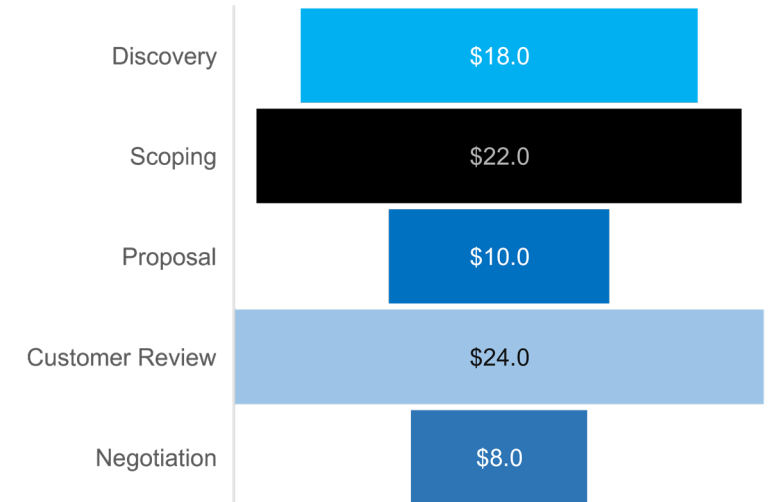 Discovery $18.0
Scoping $22.0
Proposal $10.0
Customer Review $24.0
Negotiation $8.0